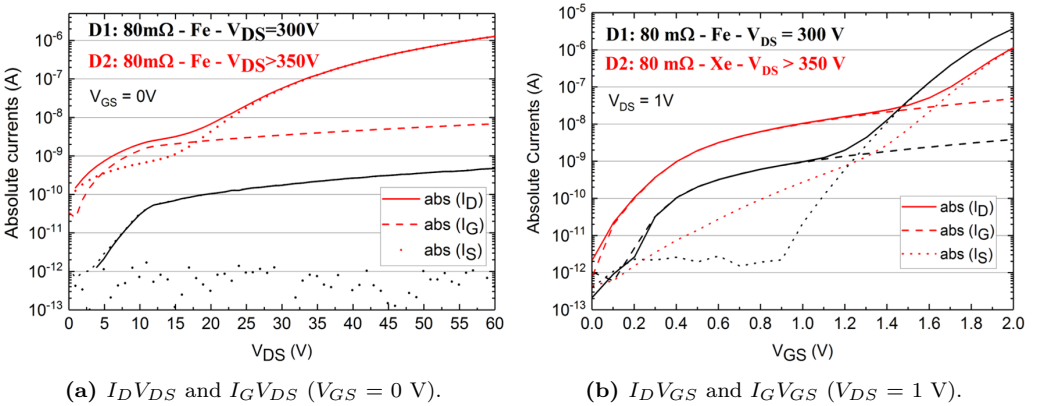 D1: 80mΩ - Fe - VDS=300V
D2: 80mΩ - Fe - VDS>350V
VGS = 0V
Absolute currents (A)
10-6
10-7
10-8
10-9
10-10
10-11
10-12
10-13
abs (ID)
abs (IG)
abs (IS)
0 5 10 15 20 25 30 35 40 45 50 55 60
VDS (V)
(a) IDVDS and IGVDS (VGS = 0 V).
D1: 80 mΩ - Fe - VDS = 300 V
D2: 80 mΩ - Xe - VDS > 350 V
VDS = 1V
Absolute Currents (A)
10-5
10-6
10-7
10-8
10-9
10-10
10-11
10-12
10-13
abs (ID)
abs (IG)
abs (IS)
0.0 0.2 0.4 0.6 0.8 1.0 1.2 1.4 1.6 1.8 2.0
VGS (V)
(b) IDVGS and IGVGS (VDS = 1 V).